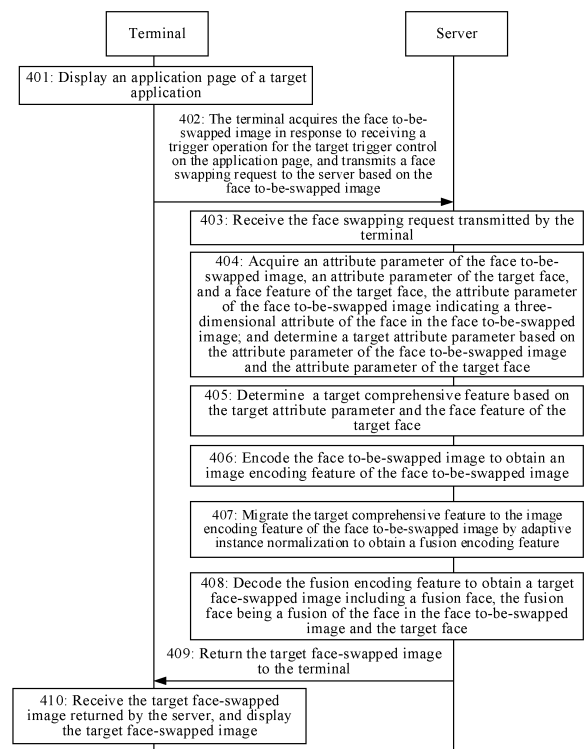 Terminal
Server
401: Display an application page of a target
application
402: The terminal acquires the face to-be-
swapped image in response to receiving a
trigger operation for the target trigger control
on the application page, and transmits a face
swapping request to the server based on the
face to-be-swapped image
403: Receive the face swapping request transmitted by the
terminal
404: Acquire an attribute parameter of the face to-be-
swapped image, an attribute parameter of the target face,
and a face feature of the target face, the attribute parameter
of the face to-be-swapped image indicating a three-
dimensional attribute of the face in the face to-be-swapped
image; and determine a target attribute parameter based on
the attribute parameter of the face to-be-swapped image
and the attribute parameter of the target face
405: Determine a target comprehensive feature based on
the target attribute parameter and the face feature of the
target face
406: Encode the face to-be-swapped image to obtain an
image encoding feature of the face to-be-swapped image
407: Migrate the target comprehensive feature to the image
encoding feature of the face to-be-swapped image by adaptive
instance normalization to obtain a fusion encoding feature
408: Decode the fusion encoding feature to obtain a target
face-swapped image including a fusion face, the fusion
face being a fusion of the face in the face to-be-swapped
image and the target face
409: Return the target face-swapped image
to the terminal
410: Receive the target face-swapped
image returned by the server, and display
the target face-swapped image